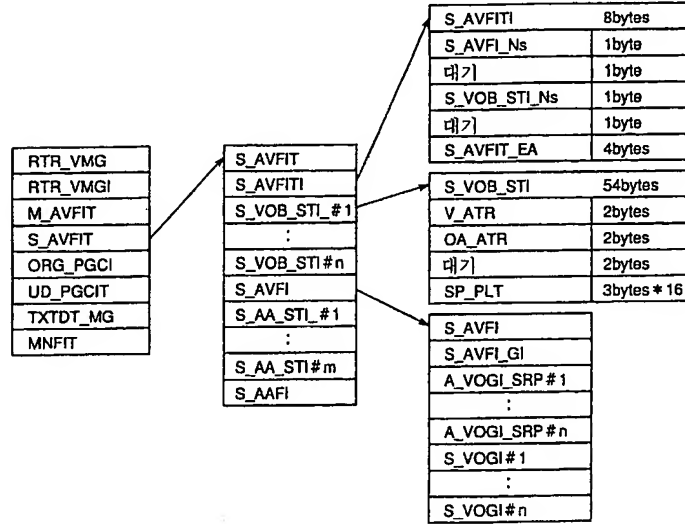 RTR_VMG
RTR_VMGI
M_AVFIT
S_AVFIT
ORG_PGCI
UD_PGCIT
TXTDT_MG
MNFIT
S_AVFIT
S_AVFITI
S_VOB_STI_#1
:
S_VOB_STI#n
S_AVFI
S_AA_STI_#1
:
S_AA_STI#m
S_AAFI
S_AVFITI 8bytes
S_AVFI_Ns 1byte
대기 1byte
S_VOB_STI_Ns 1byte
대기 1byte
S_AVFIT_EA 4bytes
S_VOB_STI 54bytes
V_ATR 2bytes
OA_ATR 2bytes
대기 2bytes
SP_PLT 3bytes*16
S_AVFI
S_AVFI_GI
A_VOGI_SRP#1
:
A_VOGI_SRP#n
S_VOGI#1
:
S_VOGI#n